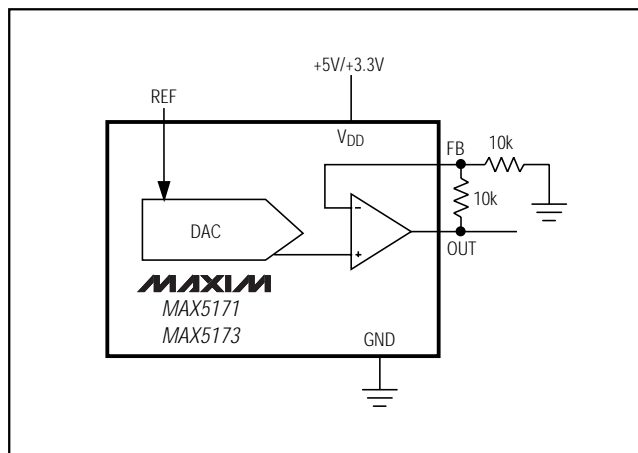 +5V/+3.3V
REF
VDD
FB
10k
10k
DAC
-
+
OUT
MAXIM
MAX5171
MAX5173
GND